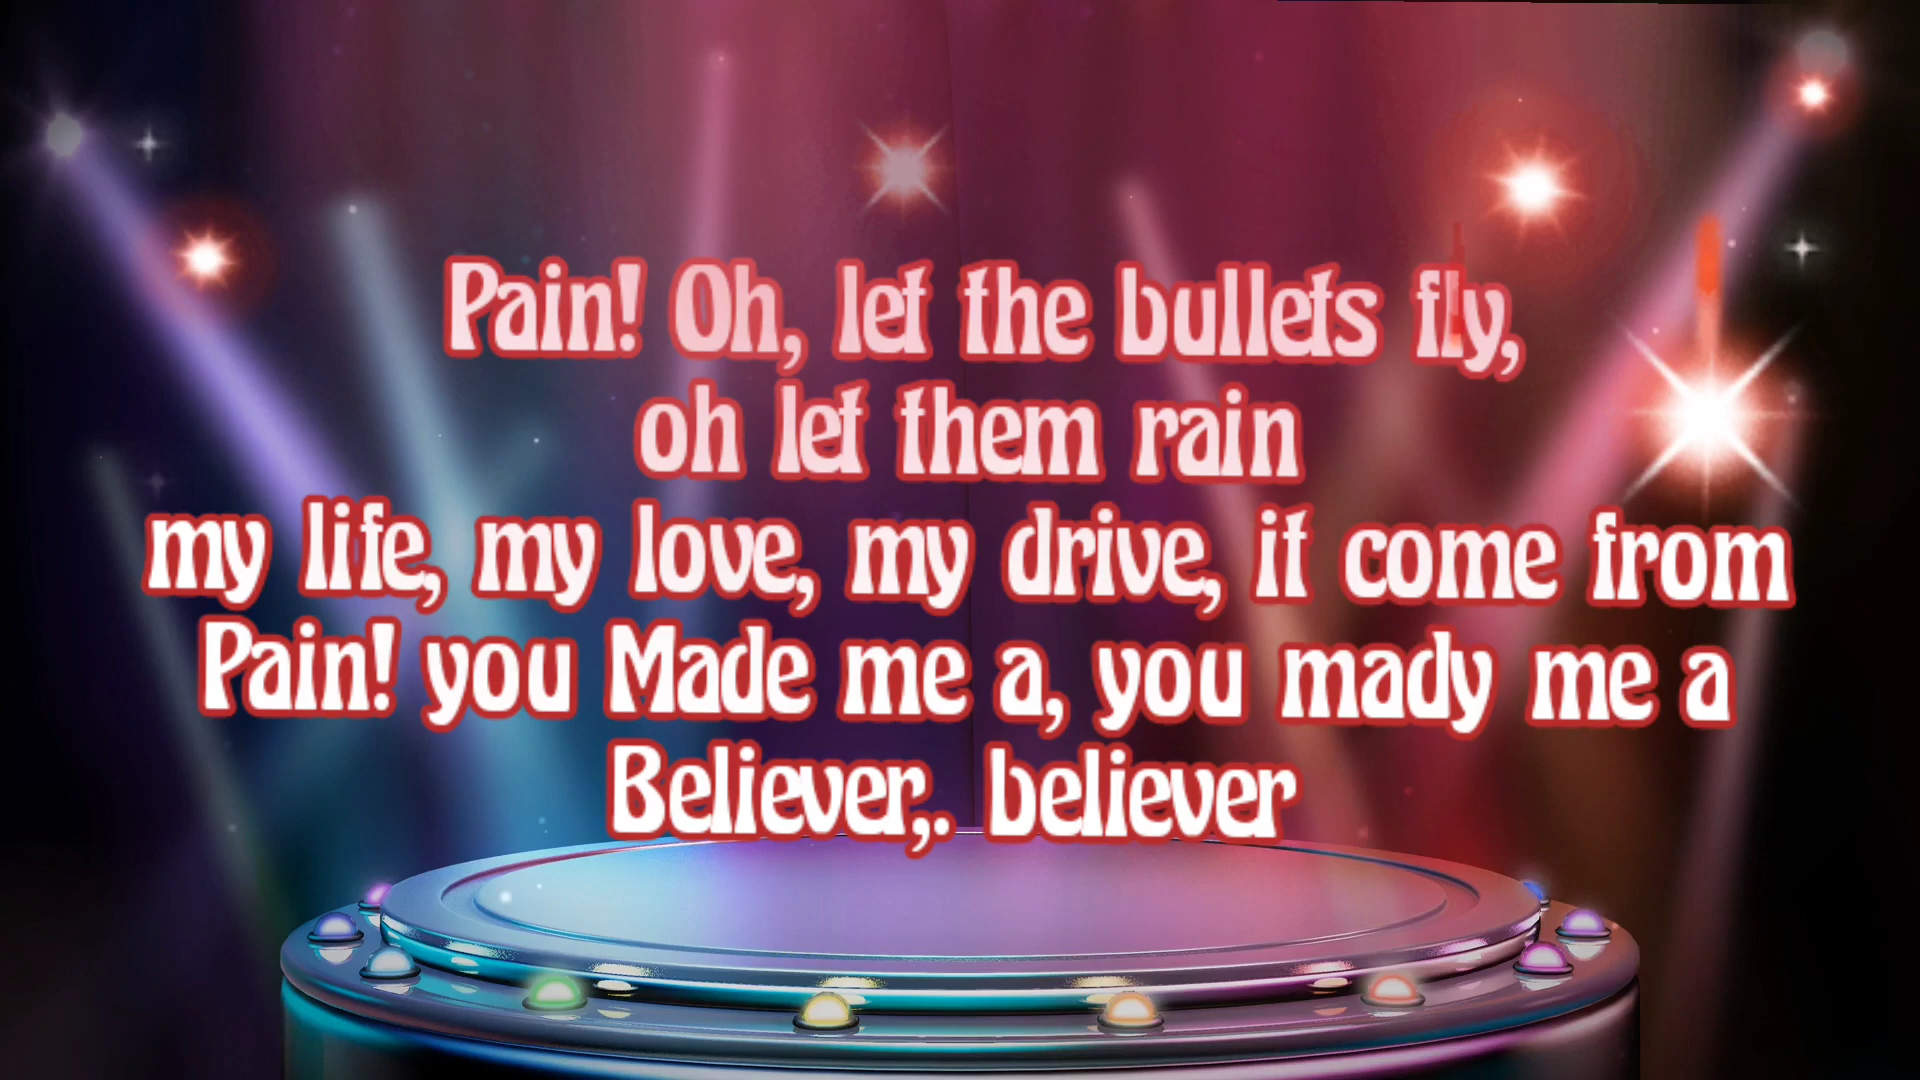 Pain! Oh, let the bullets fly,
oh let them rain
my life, my love, my drive, it come from
Pain! you Made me a, you mady me a
Believer,. believer